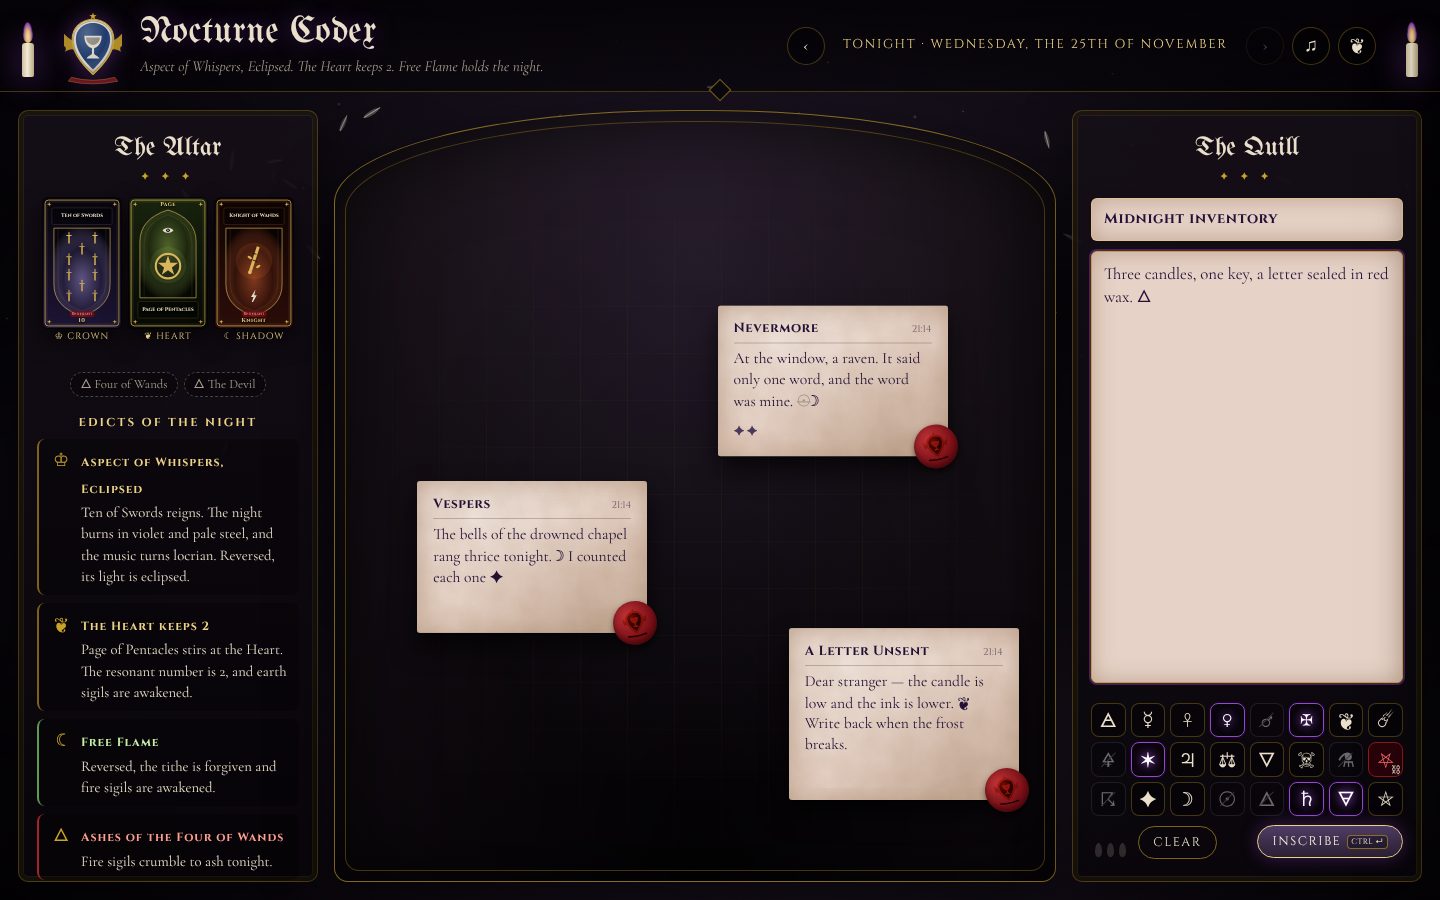 Nocturne Codex
Aspect of Whispers, Eclipsed. The Heart keeps 2. Free Flame holds the night.
TONIGHT · WEDNESDAY, THE 25TH OF NOVEMBER
The Altar
TEN OF SWORDS
10
PAGE
PAGE OF PENTACLES
KNIGHT OF WANDS
KNIGHT
CROWN
HEART
SHADOW
Four of Wands
The Devil
EDICTS OF THE NIGHT
ASPECT OF WHISPERS,
ECLIPSED
Ten of Swords reigns. The night
burns in violet and pale steel, and
the music turns locrian. Reversed,
its light is eclipsed.
THE HEART KEEPS 2
Page of Pentacles stirs at the Heart.
The resonant number is 2, and earth
sigils are awakened.
FREE FLAME
Reversed, the tithe is forgiven and
fire sigils are awakened.
ASHES OF THE FOUR OF WANDS
Fire sigils crumble to ash tonight.
NEVERMORE 21:14
At the window, a raven. It said
only one word, and the word
was mine. ☽
✦✦
VESPERS 21:14
The bells of the drowned chapel
rang thrice tonight. ☽ I counted
each one ✦
A LETTER UNSENT 21:14
Dear stranger — the candle is
low and the ink is lower. ❦
Write back when the frost
breaks.
The Quill
MIDNIGHT INVENTORY
Three candles, one key, a letter sealed in red
wax. 🜂
CLEAR
INSCRIBE CTRL ↵